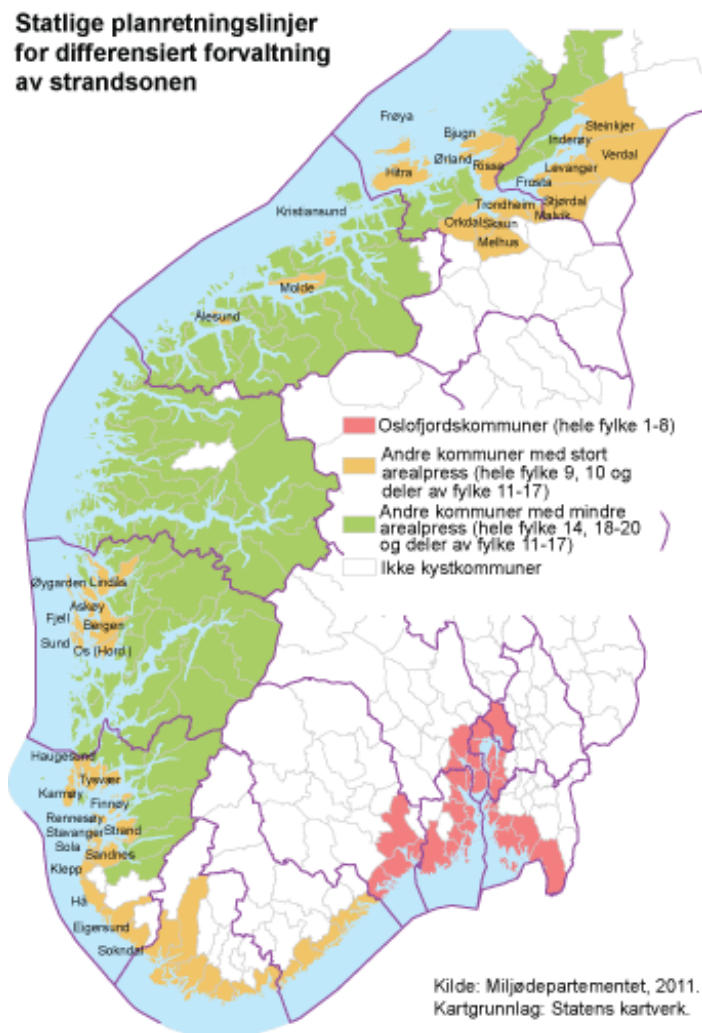 Statlige planretningslinjer
for differensiert forvaltning
av strandsonen
Frøya
Bjugn
Steinkjer
Inderøy
Ørland
Verdal
Hitra
Rissa
Levanger
Frosta
Kristiansund
Trondheim
Stjørdal
Malvik
Orkdal
Skaun
Melhus
Molde
Ålesund
Oslofjordskommuner (hele fylke 1-8)
Andre kommuner med stort
arealpress (hele fylke 9, 10 og
deler av fylke 11-17)
Andre kommuner med mindre
arealpress (hele fylke 14, 18-20
og deler av fylke 11-17)
Ikke kystkommuner
Øygarden
Lindås
Askøy
Fjell
Bergen
Sund
Os (Hord.)
Haugesund
Tysvær
Karmøy
Finnøy
Rennesøy
Stavanger
Strand
Sola
Sandnes
Klepp
Hå
Eigersund
Sokndal
Kilde: Miljødepartementet, 2011.
Kartgrunnlag: Statens kartverk.